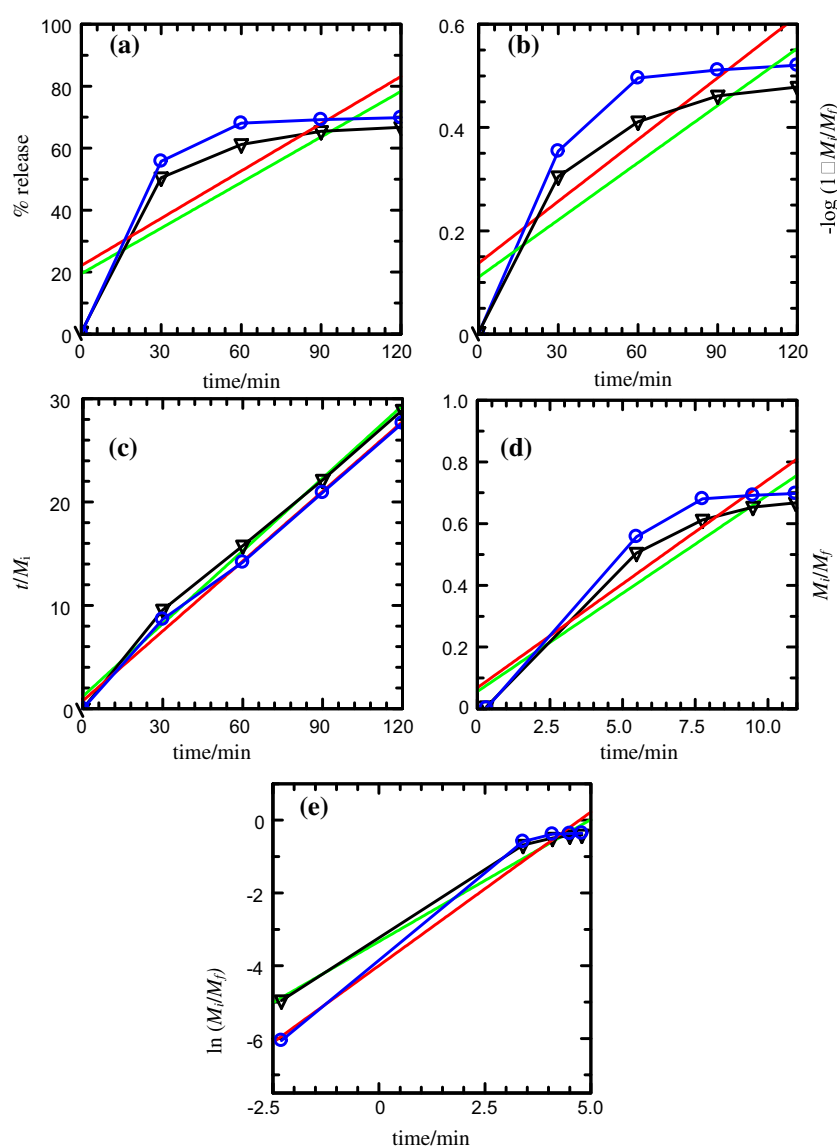 (a)
100
80
60
40
20
0
% release
0 30 60 90 120
time/min
(b)
0.6
0.4
0.2
0
-log (1□Mi/Mf)
0 30 60 90 120
time/min
(c)
30
20
10
0
t/Mi
0 30 60 90 120
time/min
(d)
1.0
0.8
0.6
0.4
0.2
0
Mi/Mf
0 2.5 5.0 7.5 10.0
time/min
(e)
0
-2
-4
-6
ln (Mi/Mf)
-2.5 0 2.5 5.0
time/min